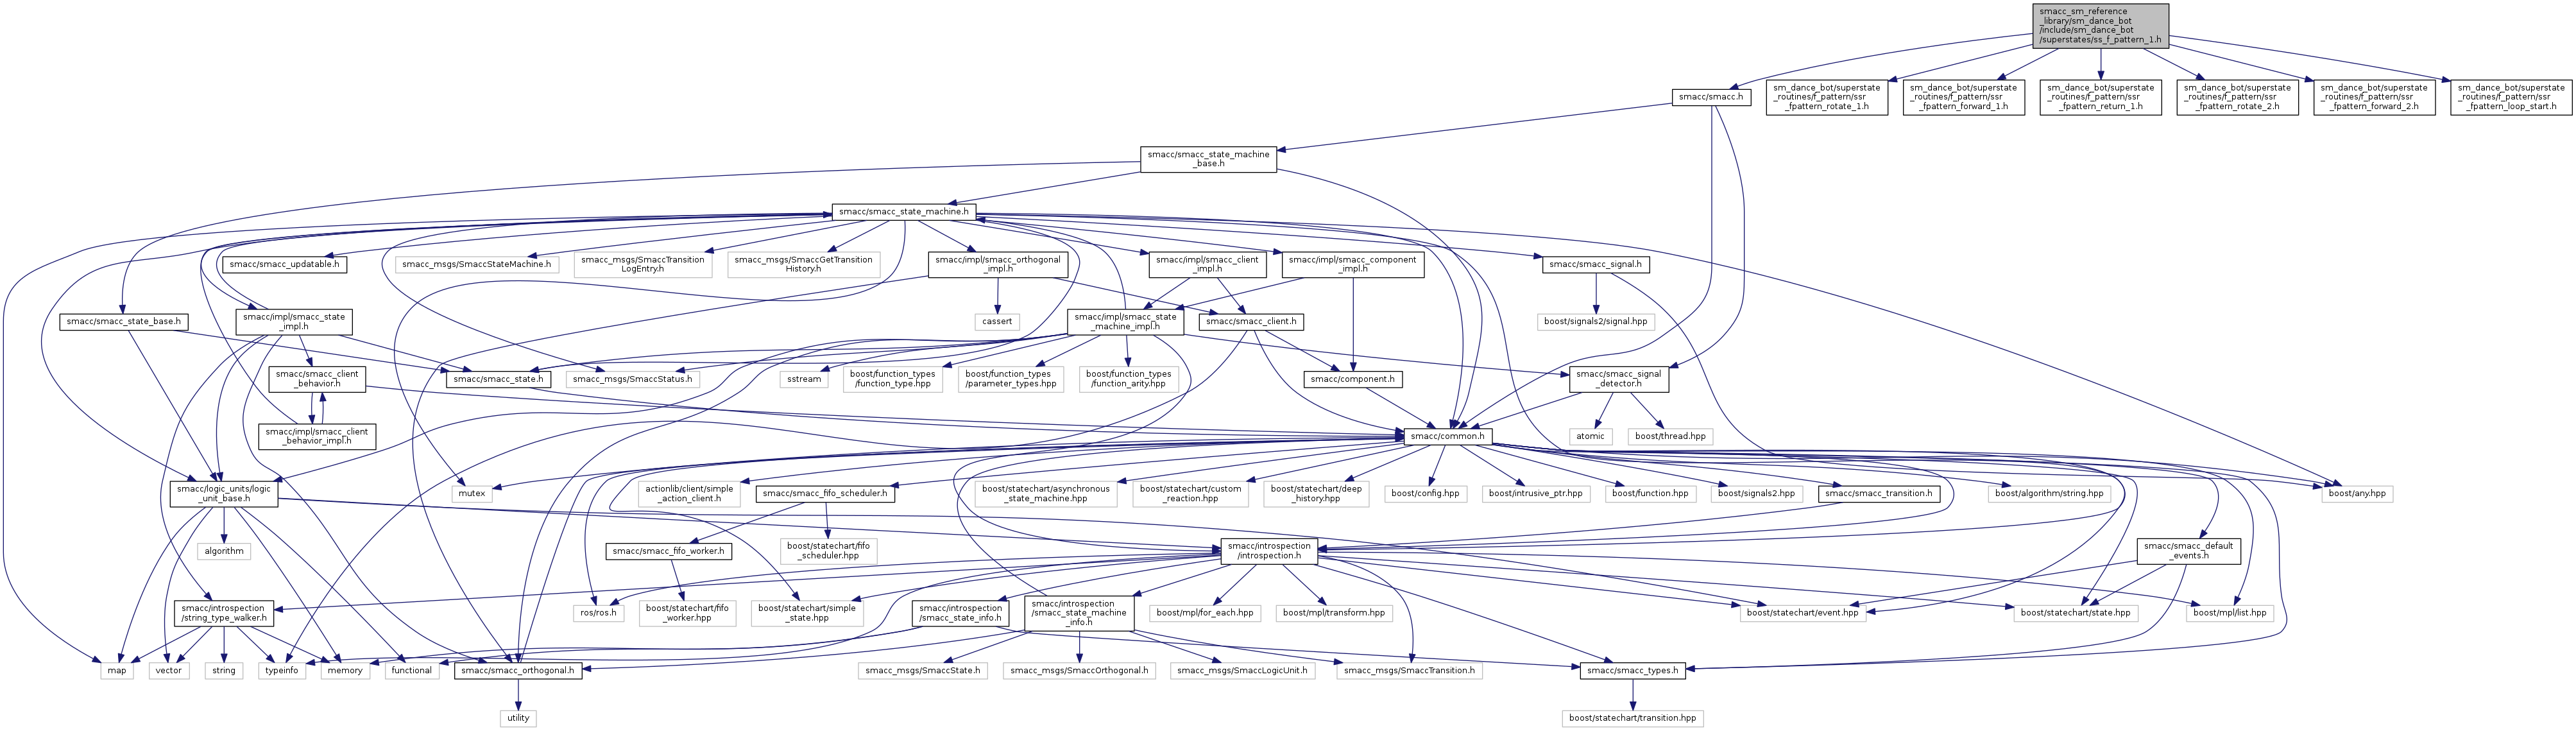 smacc_sm_reference
_library/sm_dance_bot
/include/sm_dance_bot
/superstates/ss_f_pattern_1.h
smacc/smacc.h
sm_dance_bot/superstate
_routines/f_pattern/ssr
_fpattern_rotate_1.h
sm_dance_bot/superstate
_routines/f_pattern/ssr
_fpattern_forward_1.h
sm_dance_bot/superstate
_routines/f_pattern/ssr
_fpattern_return_1.h
sm_dance_bot/superstate
_routines/f_pattern/ssr
_fpattern_rotate_2.h
sm_dance_bot/superstate
_routines/f_pattern/ssr
_fpattern_forward_2.h
sm_dance_bot/superstate
_routines/f_pattern/ssr
_fpattern_loop_start.h
smacc/smacc_state_machine
_base.h
smacc/smacc_state_machine.h
smacc/smacc_updatable.h
smacc_msgs/SmaccStateMachine.h
smacc_msgs/SmaccTransition
LogEntry.h
smacc_msgs/SmaccGetTransition
History.h
smacc/impl/smacc_orthogonal
_impl.h
smacc/impl/smacc_client
_impl.h
smacc/impl/smacc_component
_impl.h
smacc/smacc_signal.h
smacc/smacc_state_base.h
smacc/impl/smacc_state
_impl.h
cassert
smacc/impl/smacc_state
_machine_impl.h
smacc/smacc_client.h
boost/signals2/signal.hpp
smacc/smacc_client
_behavior.h
smacc/smacc_state.h
smacc_msgs/SmaccStatus.h
sstream
boost/function_types
/function_type.hpp
boost/function_types
/parameter_types.hpp
boost/function_types
/function_arity.hpp
smacc/component.h
smacc/smacc_signal
_detector.h
smacc/impl/smacc_client
_behavior_impl.h
smacc/common.h
atomic
boost/thread.hpp
smacc/logic_units/logic
_unit_base.h
mutex
actionlib/client/simple
_action_client.h
smacc/smacc_fifo_scheduler.h
boost/statechart/asynchronous
_state_machine.hpp
boost/statechart/custom
_reaction.hpp
boost/statechart/deep
_history.hpp
boost/config.hpp
boost/intrusive_ptr.hpp
boost/function.hpp
boost/signals2.hpp
smacc/smacc_transition.h
boost/algorithm/string.hpp
boost/any.hpp
algorithm
smacc/smacc_fifo_worker.h
boost/statechart/fifo
_scheduler.hpp
smacc/introspection
/introspection.h
smacc/smacc_default
_events.h
smacc/introspection
/string_type_walker.h
ros/ros.h
boost/statechart/fifo
_worker.hpp
boost/statechart/simple
_state.hpp
smacc/introspection
/smacc_state_info.h
smacc/introspection
/smacc_state_machine
_info.h
boost/mpl/for_each.hpp
boost/mpl/transform.hpp
boost/statechart/event.hpp
boost/statechart/state.hpp
boost/mpl/list.hpp
map
vector
string
typeinfo
memory
functional
smacc/smacc_orthogonal.h
smacc_msgs/SmaccState.h
smacc_msgs/SmaccOrthogonal.h
smacc_msgs/SmaccLogicUnit.h
smacc_msgs/SmaccTransition.h
smacc/smacc_types.h
utility
boost/statechart/transition.hpp